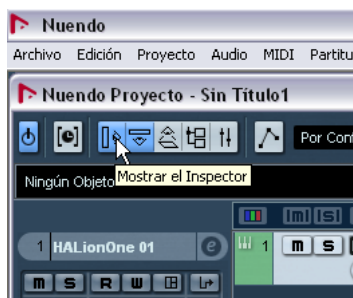 Nuendo
Archivo Edición Proyecto Audio MIDI Partitu
Nuendo Proyecto - Sin Título1
Por Con
Ningún Objeto
Mostrar el Inspector
m s
1 HALionOne 01 e 1 m s
m s R W